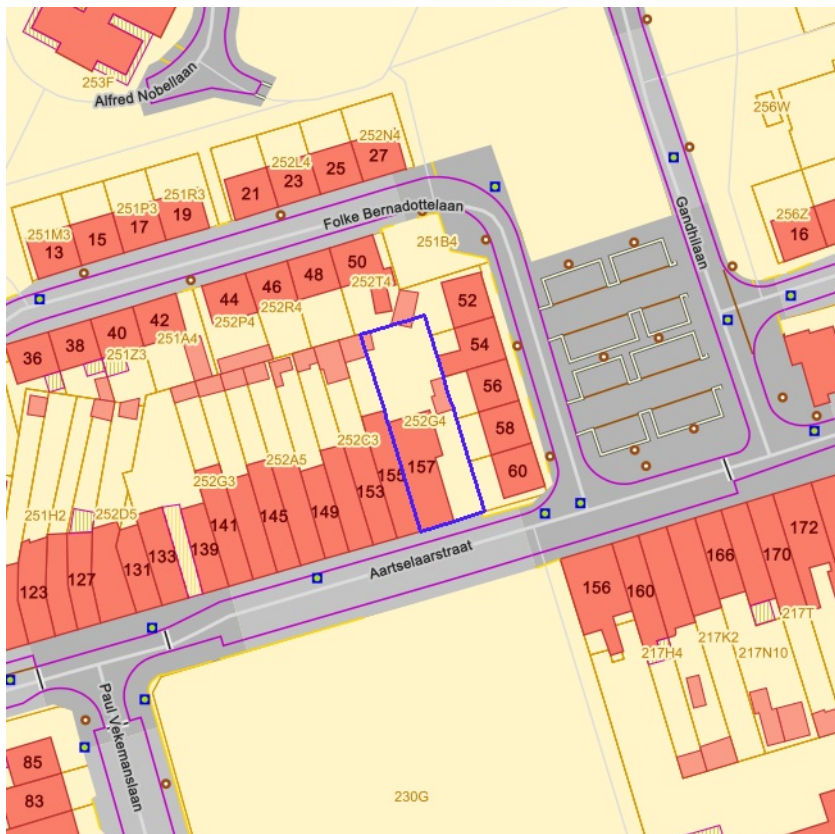 253F
Alfred Nobellaan
256W
252N4
27
25
252L4
23
21
251R3
19
251P3
17
15
251M3
13
Folke Bernadottelaan
Gandhilaan
256Z
16
251B4
50
48
252T4
46
252R4
44
252P4
42
251A4
40
251Z3
38
36
52
54
56
58
60
252G4
252C3
252A5
252G3
252D5
251H2
157
155
153
149
145
141
139
133
131
127
123
Aartselaarstraat
172
170
166
160
156
217T
217K2
217H4
217N10
Paul Vekemanslaan
85
83
230G